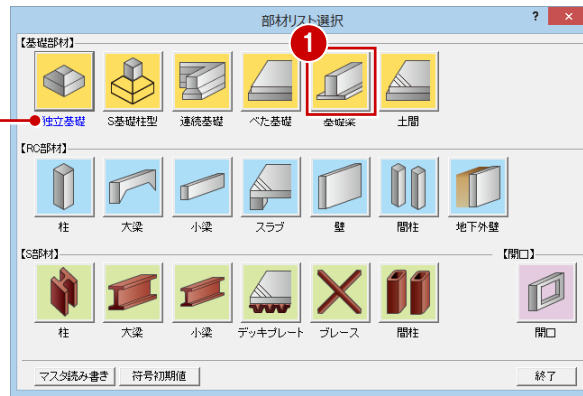 部材リスト選択 ? ×
【基礎部材】
1
独立基礎 S基礎柱型 連続基礎 べた基礎 基礎梁 土間
【RC部材】
柱 大梁 小梁 スラブ 壁 間柱 地下外壁
【S部材】 【開口】
柱 大梁 小梁 デッキプレート ブレース 間柱 開口
マスタ読み書き 符号初期値 終了